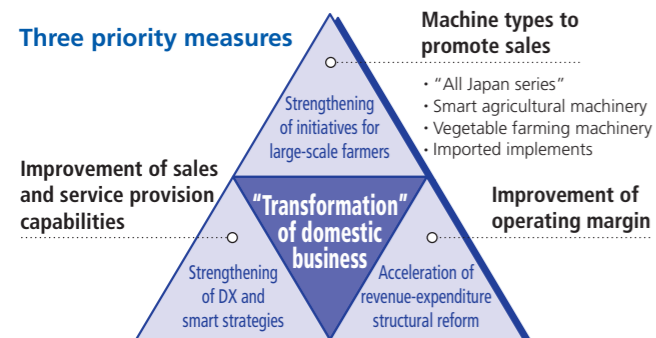 Three priority measures
Machine types to
promote sales
・“All Japan series”
・Smart agricultural machinery
・Vegetable farming machinery
・Imported implements
Strengthening
of initiatives for
large-scale farmers
Improvement of sales
and service provision
capabilities
“Transformation”
of domestic
business
Improvement of
operating margin
Strengthening
of DX and
smart strategies
Acceleration of
revenue-expenditure
structural reform